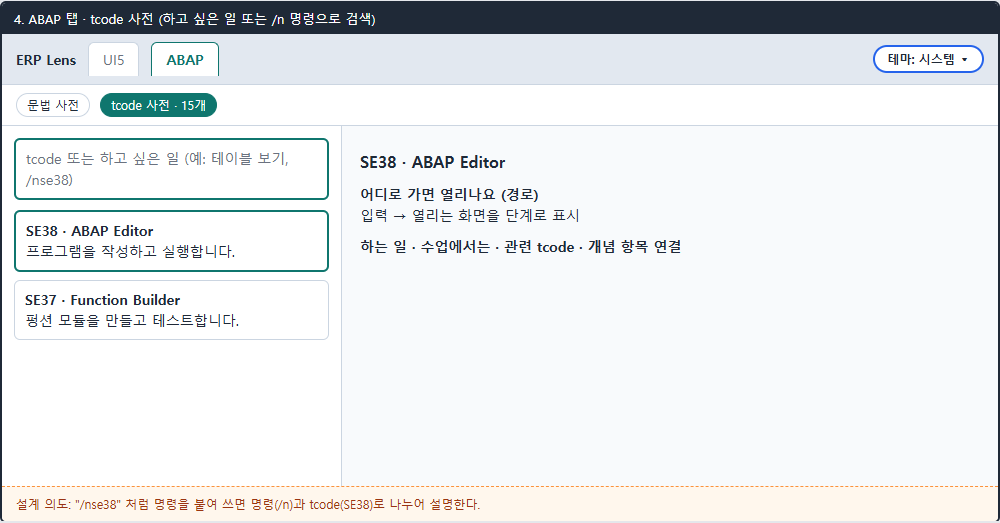 4. ABAP 탭 · tcode 사전 (하고 싶은 일 또는 /n 명령으로 검색)
ERP Lens
UI5
ABAP
테마: 시스템
문법 사전
tcode 사전 · 15개
tcode 또는 하고 싶은 일 (예: 테이블 보기,
/nse38)
SE38 · ABAP Editor
프로그램을 작성하고 실행합니다.
SE37 · Function Builder
펑션 모듈을 만들고 테스트합니다.
SE38 · ABAP Editor
어디로 가면 열리나요 (경로)
입력 → 열리는 화면을 단계로 표시
하는 일 · 수업에서는 · 관련 tcode · 개념 항목 연결
설계 의도: "/nse38" 처럼 명령을 붙여 쓰면 명령(/n)과 tcode(SE38)로 나누어 설명한다.